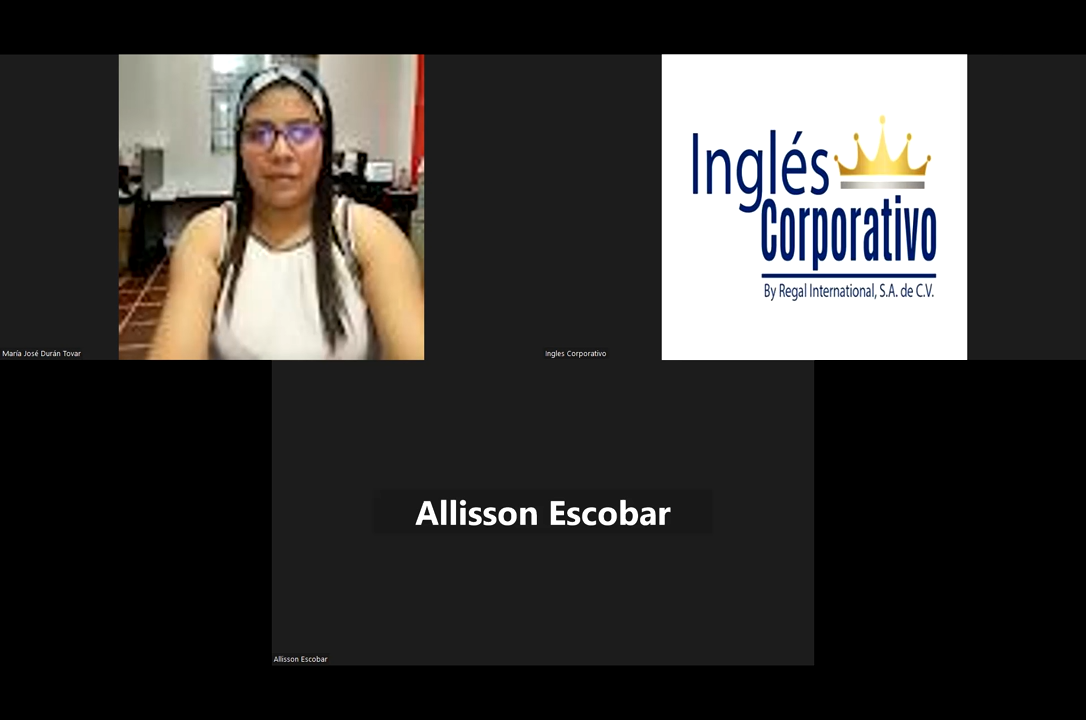 Inglés
Corporativo
By Regal International, S.A. de C.V.
María José Durán Tovar
Ingles Corporativo
Allisson Escobar
Allisson Escobar